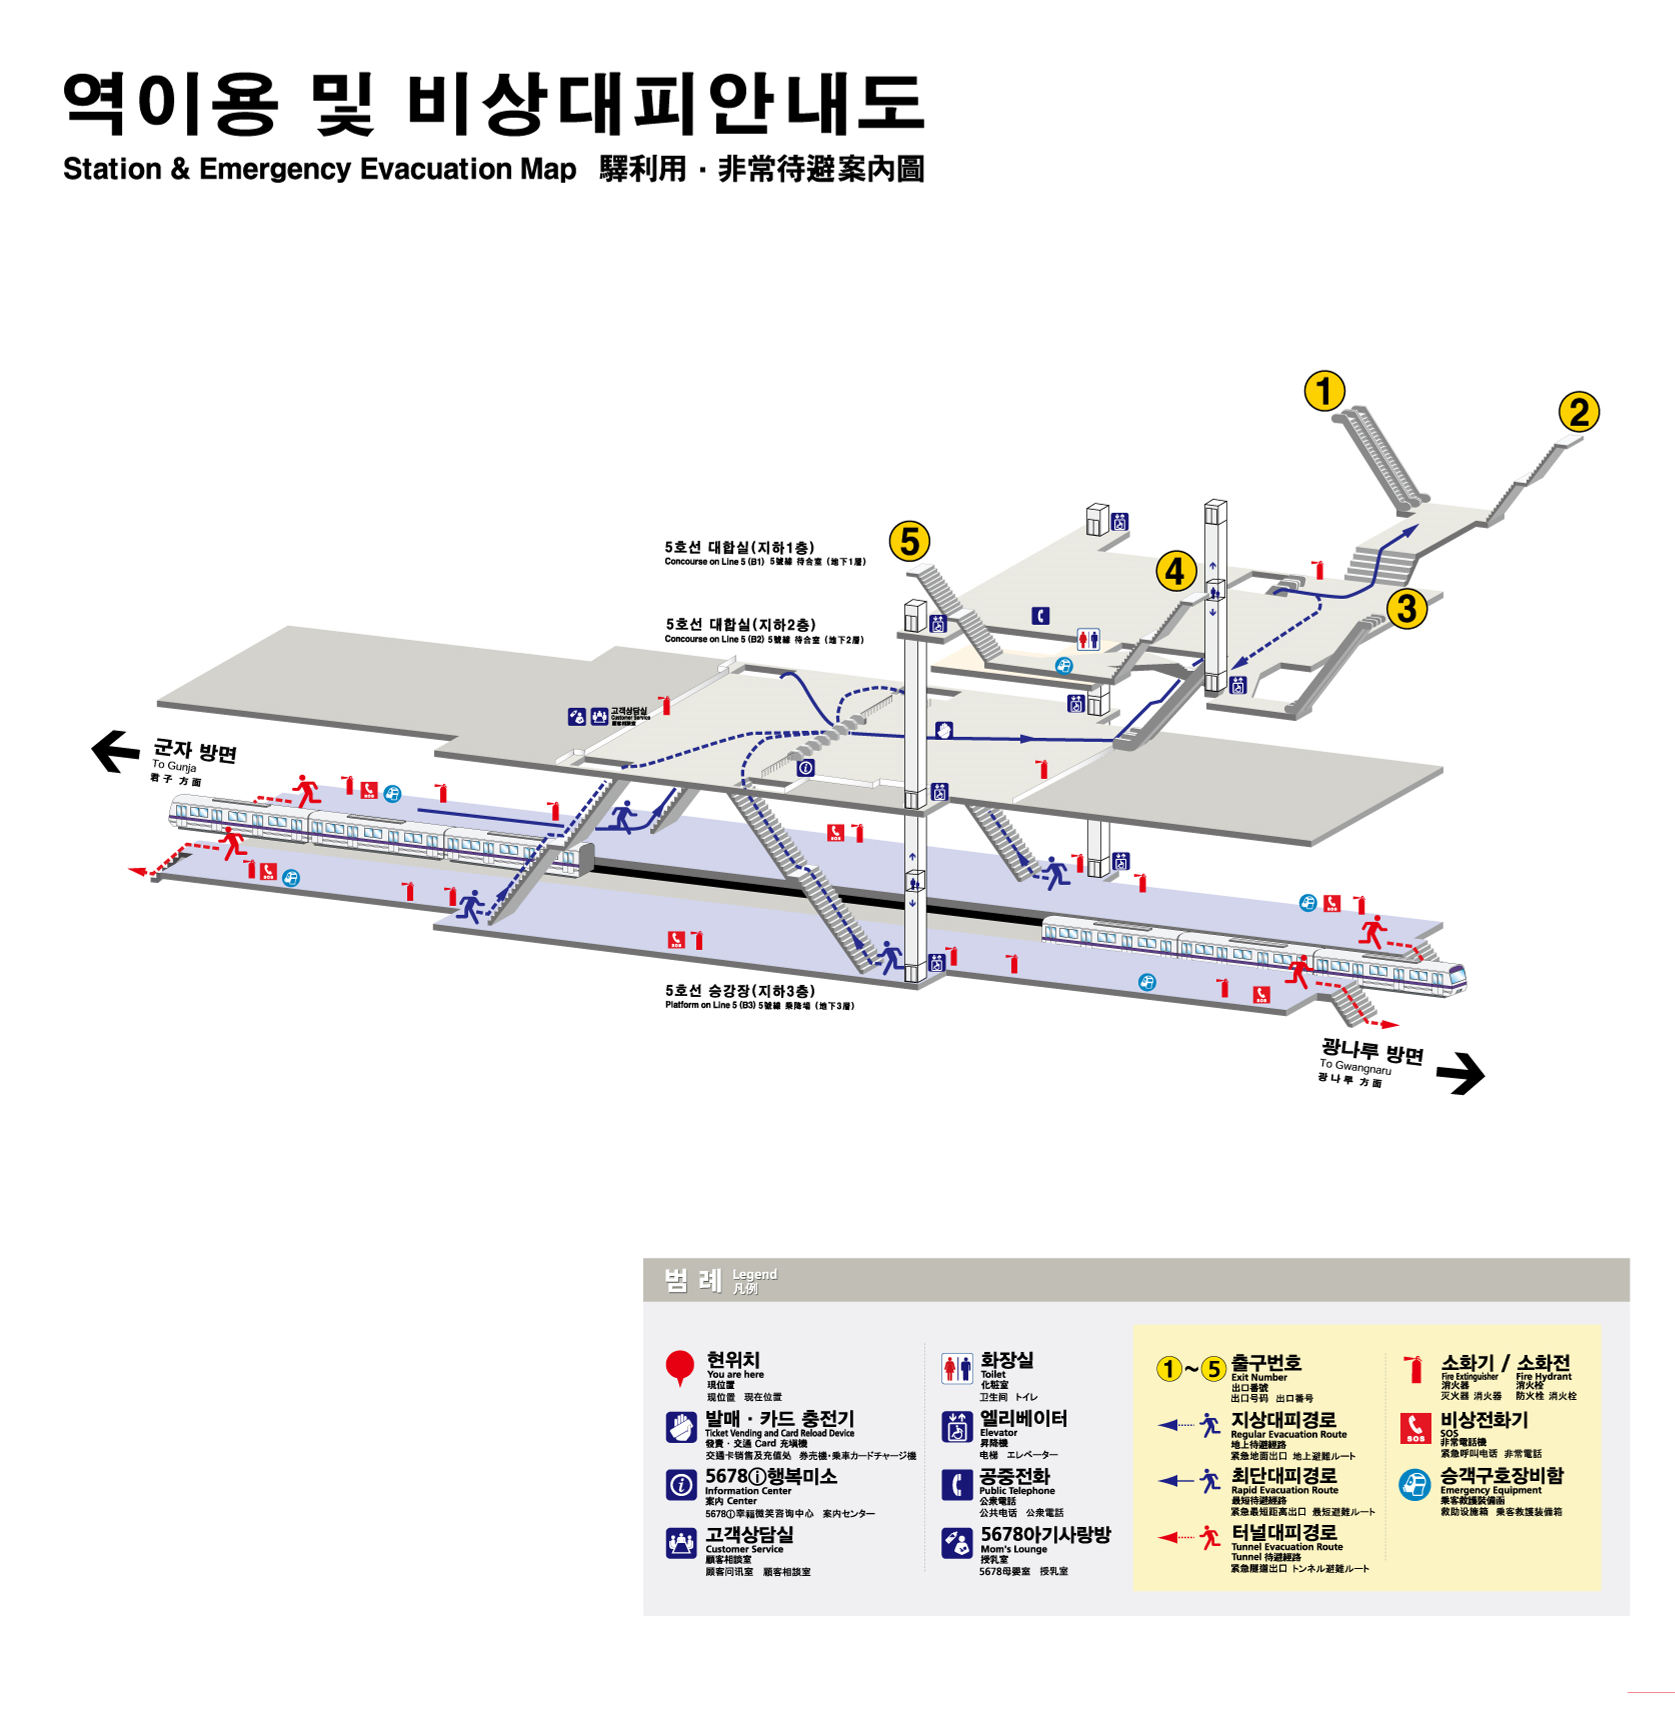 역이용 및 비상대피안내도
Station & Emergency Evacuation Map 驛利用 · 非常待避案內圖
1
2
5
4
3
5호선 대합실(지하1층)
Concourse on Line 5 (B1) 5號線 待合室 (地下1層)
5호선 대합실(지하2층)
Concourse on Line 5 (B2) 5號線 待合室 (地下2層)
고객상담실
Customer Service
顧客相談室
군자 방면
To Gunja
君子 方面
SOS
SOS
SOS
SOS
SOS
SOS
5호선 승강장(지하3층)
Platform on Line 5 (B3) 5號線 乘降場 (地下3層)
광나루 방면
To Gwangnaru
광나루 方面
범 례 Legend
凡例
현위치
You are here
現位置
现位置 現在位置
발매 · 카드 충전기
Ticket Vending and Card Reload Device
發賣 · 交通 Card 充塡機
交通卡销售及充值处 券売機・乗車カードチャージ機
5678ⓘ행복미소
Information Center
案內 Center
5678ⓘ幸福微笑咨询中心 案内センター
고객상담실
Customer Service
顧客相談室
顾客问讯室 顧客相談室
화장실
Toilet
化粧室
卫生间 トイレ
엘리베이터
Elevator
昇降機
电梯 エレベーター
공중전화
Public Telephone
公衆電話
公共电话 公衆電話
5678아기사랑방
Mom's Lounge
授乳室
5678母婴室 授乳室
1~5 출구번호
Exit Number
出口番號
出口号码 出口番号
지상대피경로
Regular Evacuation Route
地上待避經路
紧急地面出口 地上避難ルート
최단대피경로
Rapid Evacuation Route
最短待避經路
紧急最短距离出口 最短避難ルート
터널대피경로
Tunnel Evacuation Route
Tunnel 待避經路
紧急隧道出口 トンネル避難ルート
소화기 / 소화전
Fire Extinguisher Fire Hydrant
消火器 消火栓
灭火器 消火器 防火栓 消火栓
SOS
비상전화기
SOS
非常電話機
紧急呼叫电话 非常電話
승객구호장비함
Emergency Equipment
乘客救護裝備函
救助设施箱 乗客救護装備箱